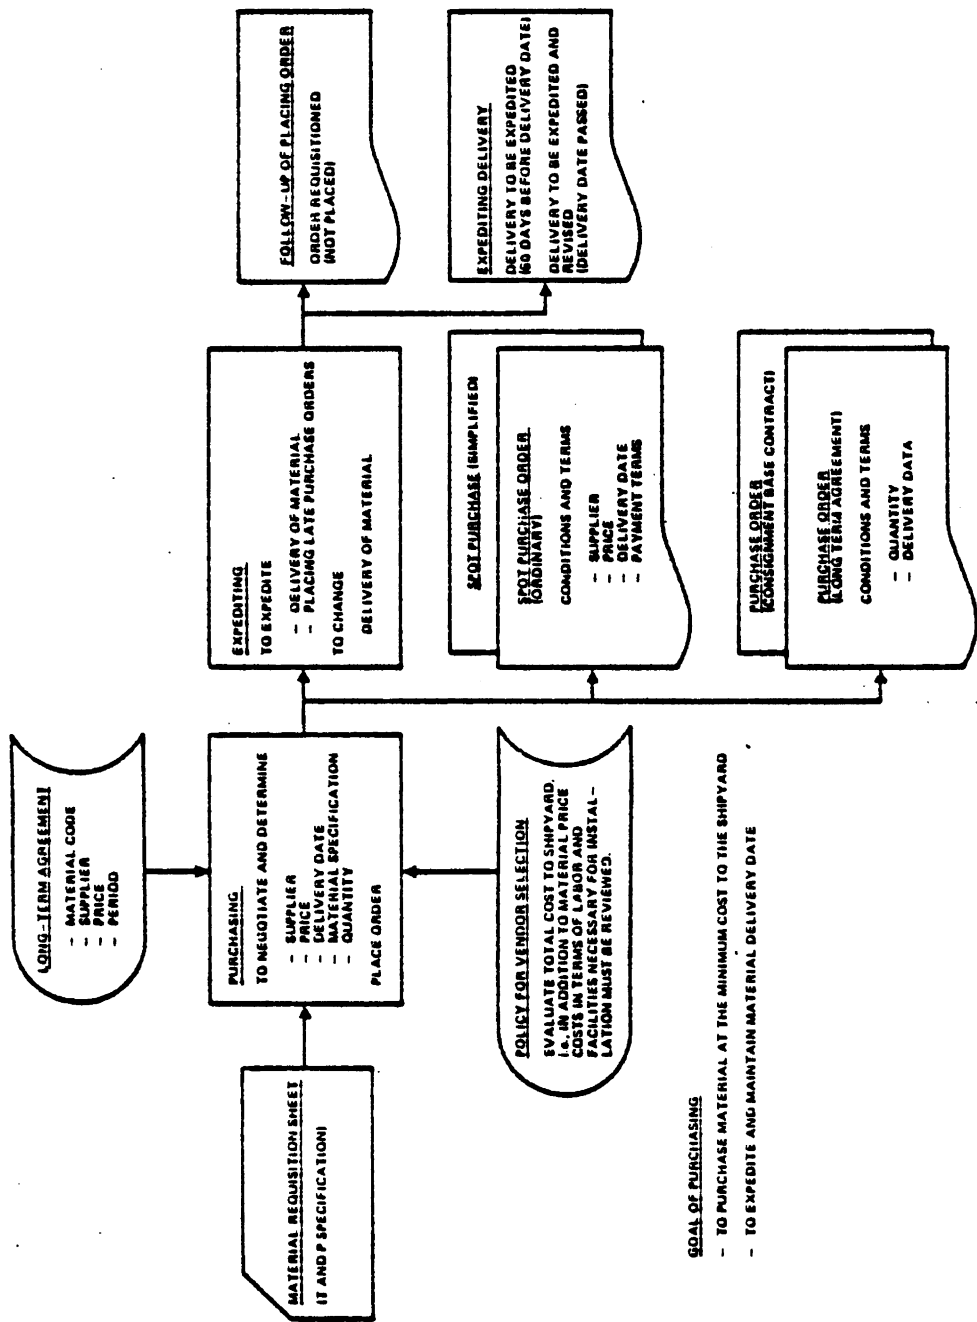 MATERIAL REQUISITION SHEET
(T AND P SPECIFICATION)
LONG-TERM AGREEMENT
- MATERIAL CODE
- SUPPLIER
- PRICE
- PERIOD
PURCHASING
TO NEGOTIATE AND DETERMINE
- SUPPLIER
- PRICE
- DELIVERY DATE
- MATERIAL SPECIFICATION
- QUANTITY
PLACE ORDER
POLICY FOR VENDOR SELECTION
EVALUATE TOTAL COST TO SHIPYARD.
i.e., IN ADDITION TO MATERIAL PRICE
COSTS IN TERMS OF LABOR AND
FACILITIES NECESSARY FOR INSTAL-
LATION MUST BE REVIEWED.
EXPEDITING
TO EXPEDITE
- DELIVERY OF MATERIAL
- PLACING LATE PURCHASE ORDERS
TO CHANGE
DELIVERY OF MATERIAL
SPOT PURCHASE (SIMPLIFIED)
SPOT PURCHASE ORDER
(ORDINARY)
CONDITIONS AND TERMS
- SUPPLIER
- PRICE
- DELIVERY DATE
- PAYMENT TERMS
PURCHASE ORDER
(CONSIGNMENT BASE CONTRACT)
PURCHASE ORDER
(LONG TERM AGREEMENT)
CONDITIONS AND TERMS
- QUANTITY
- DELIVERY DATA
FOLLOW-UP OF PLACING ORDER
ORDER REQUISITIONED
(NOT PLACED)
EXPEDITING DELIVERY
DELIVERY TO BE EXPEDITED
(60 DAYS BEFORE DELIVERY DATE)
DELIVERY TO BE EXPEDITED AND
REVISED
(DELIVERY DATE PASSED)
GOAL OF PURCHASING
- TO PURCHASE MATERIAL AT THE MINIMUM COST TO THE SHIPYARD
- TO EXPEDITE AND MAINTAIN MATERIAL DELIVERY DATE